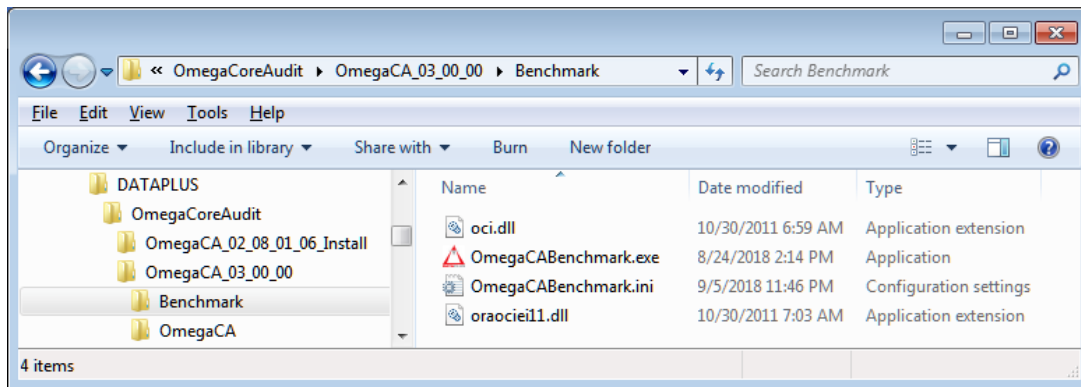 « OmegaCoreAudit ▸ OmegaCA_03_00_00 ▸ Benchmark Search Benchmark
File Edit View Tools Help
Organize ▾ Include in library ▾ Share with ▾ Burn New folder
DATAPLUS
OmegaCoreAudit
OmegaCA_02_08_01_06_Install
OmegaCA_03_00_00
Benchmark
OmegaCA
Name Date modified Type
oci.dll 10/30/2011 6:59 AM Application extension
OmegaCABenchmark.exe 8/24/2018 2:14 PM Application
OmegaCABenchmark.ini 9/5/2018 11:46 PM Configuration settings
oraociei11.dll 10/30/2011 7:03 AM Application extension
4 items